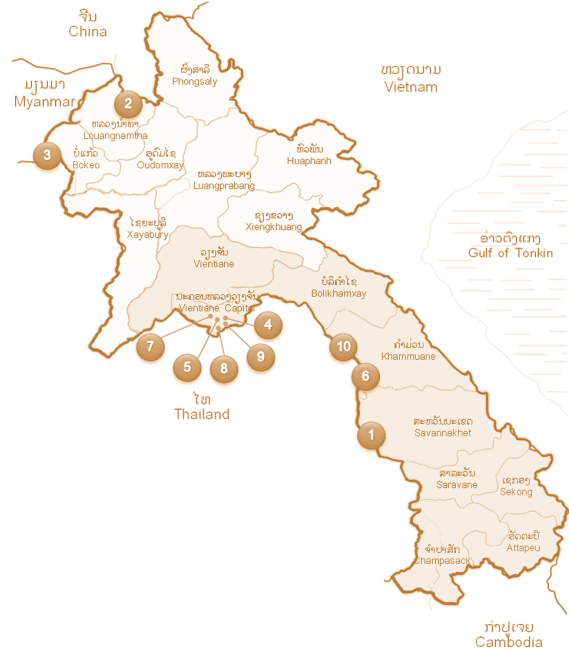 ຈີນ
China
ຜົ້ງສາລີ
Phongsaly
ຫວຽດນາມ
Vietnam
ມຽນມາ
Myanmar
2
ຫລວງນ້ຳທາ
Louangnamtha
3
ບໍ່ແກ້ວ
Bokeo
ອູດົມໄຊ
Oudomxay
ຫົວພັນ
Huaphanh
ຫລວງພະບາງ
Luangprabang
ໄຊຍະບູລີ
Xayabury
ຊຽງຂວາງ
Xiengkhuang
ອ່າວຕົງແກງ
Gulf of Tonkin
ວຽງຈັນ
Vientiane
ບໍລິຄຳໄຊ
Bolikhamxay
ນະຄອນຫລວງວຽງຈັນ
Vientiane Capital
4
7
5
8
9
10
ຄຳມ່ວນ
Khammuane
6
ໄທ
Thailand
ສະຫວັນນະເຂດ
Savannakhet
1
ສາລະວັນ
Saravane
ເຊກອງ
Sekong
ອັດຕະປື
Attapeu
ຈຳປາສັກ
Champasack
ກຳປູເຈຍ
Cambodia